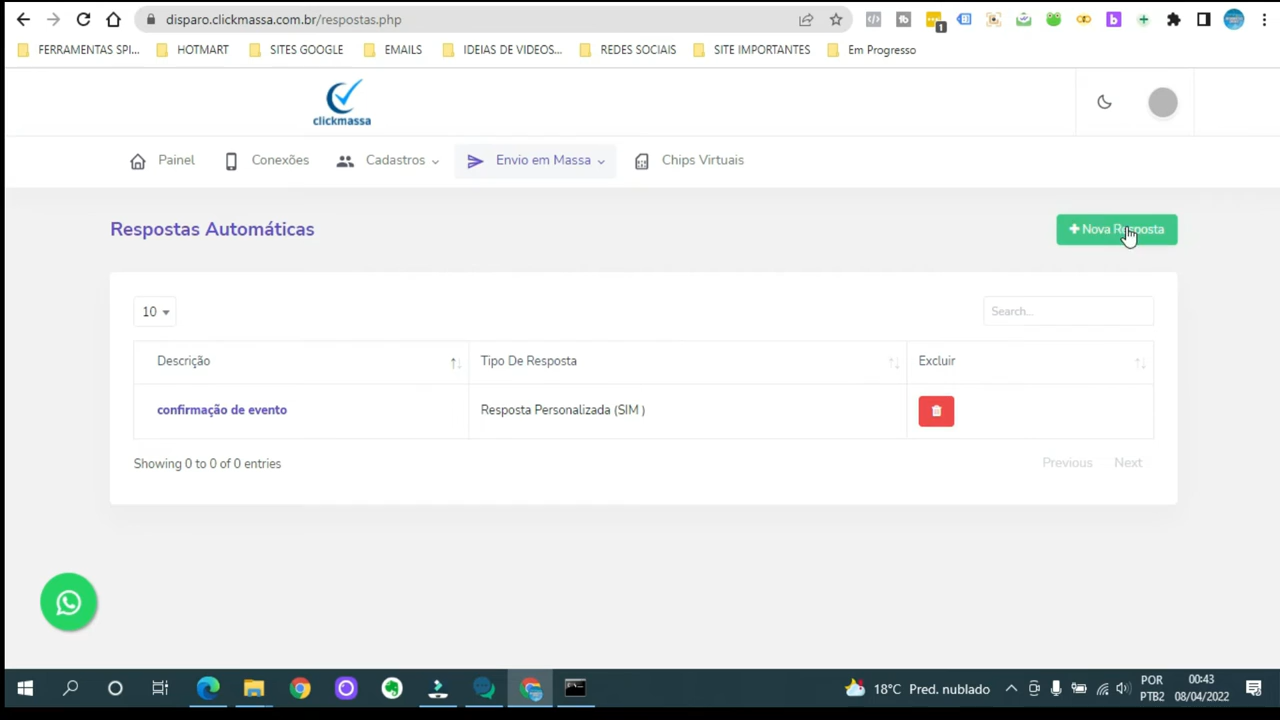 disparo.clickmassa.com.br/respostas.php
1
FERRAMENTAS SPI... HOTMART SITES GOOGLE EMAILS IDEIAS DE VIDEOS... REDES SOCIAIS SITE IMPORTANTES Em Progresso
clickmassa
Painel Conexões Cadastros Envio em Massa Chips Virtuais
Respostas Automáticas
+ Nova Resposta
10
Search...
Descrição Tipo De Resposta Excluir
confirmação de evento Resposta Personalizada (SIM )
Showing 0 to 0 of 0 entries
Previous Next
18°C Pred. nublado
POR
PTB2
00:43
08/04/2022